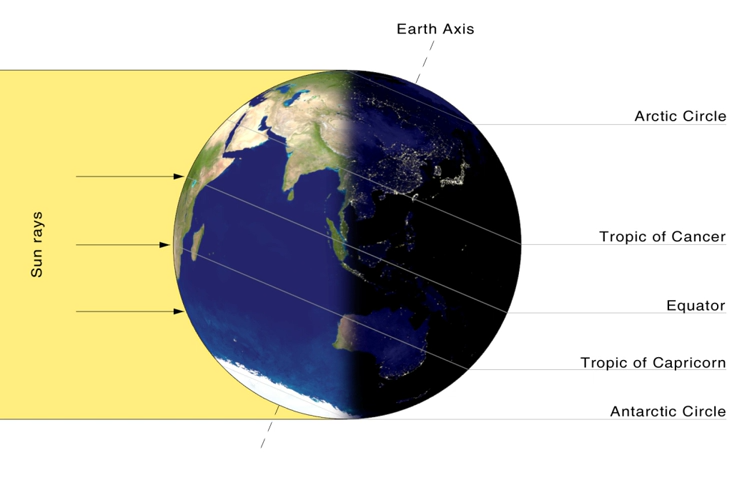 Earth Axis
Arctic Circle
Sun rays
Tropic of Cancer
Equator
Tropic of Capricorn
Antarctic Circle